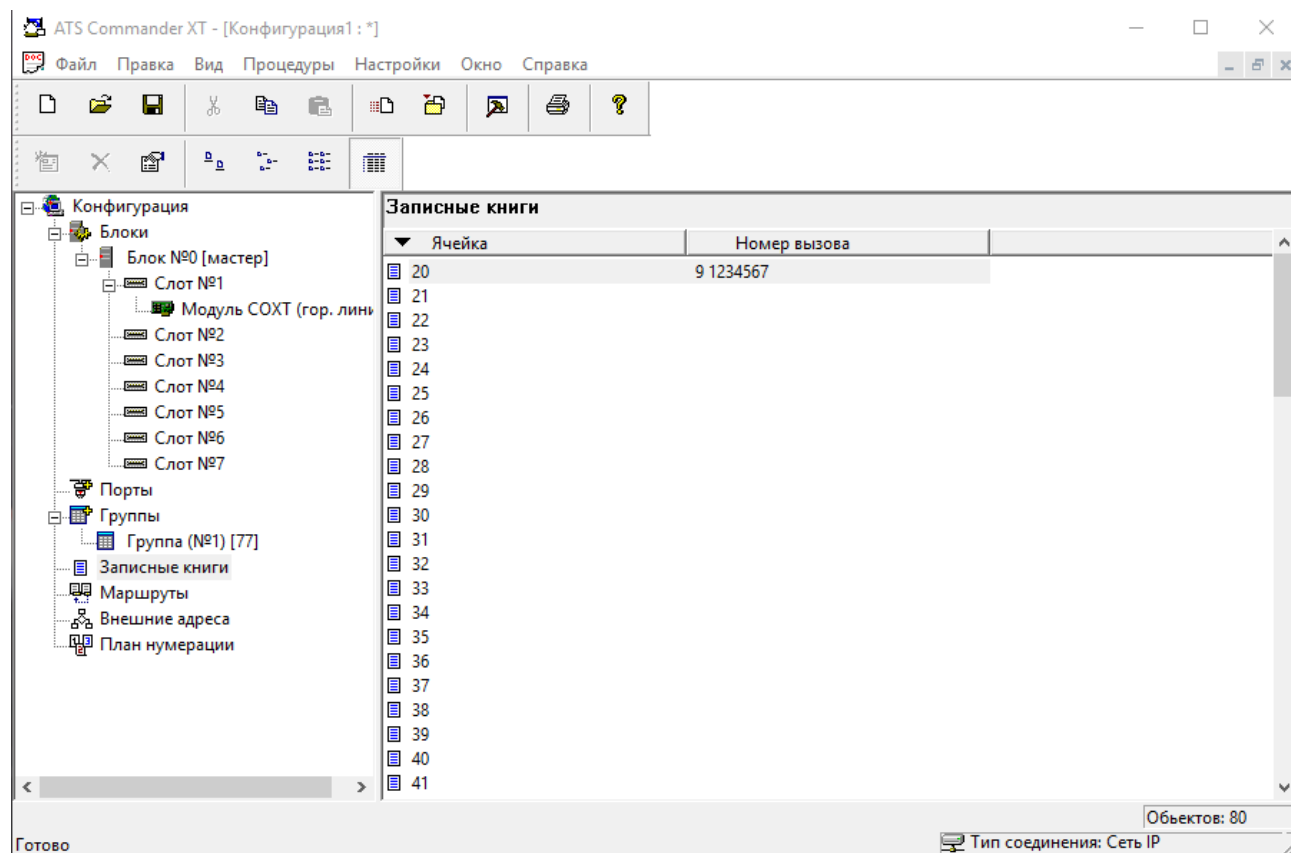 ATS Commander XT - [Конфигурация1 : *]
Файл Правка Вид Процедуры Настройки Окно Справка
Конфигурация
Блоки
Блок №0 [мастер]
Слот №1
Модуль COXT (гор. лини
Слот №2
Слот №3
Слот №4
Слот №5
Слот №6
Слот №7
Порты
Группы
Группа (№1) [77]
Записные книги
Маршруты
Внешние адреса
План нумерации
Записные книги
Ячейка Номер вызова
20 9 1234567
21
22
23
24
25
26
27
28
29
30
31
32
33
34
35
36
37
38
39
40
41
Обьектов: 80
Готово Тип соединения: Сеть IP